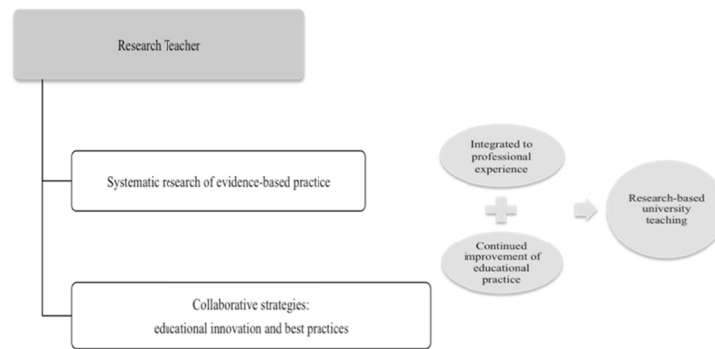 Research Teacher
Systematic research of evidence-based practice
Collaborative strategies:
educational innovation and best practices
Integrated to
professional
experience
Continued
improvement of
educational
practice
Research-based
university
teaching